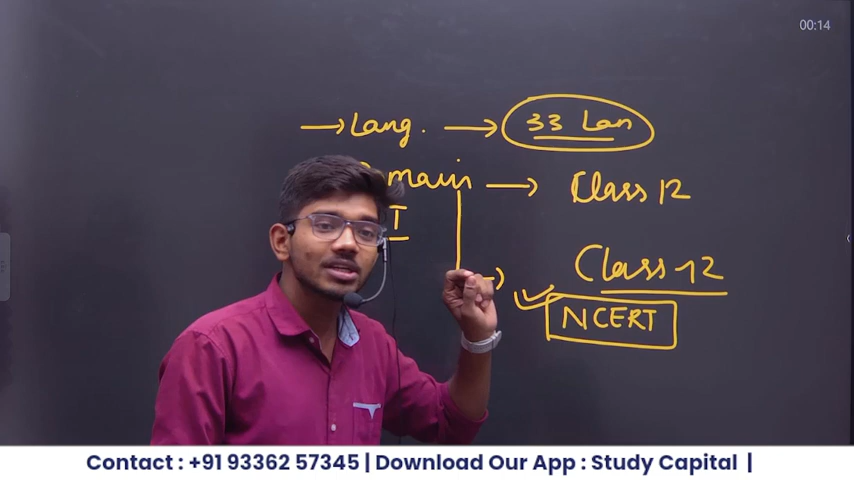 00:14
→ Lang. → 33 Lan
main → Class 12
T
→ Class 12
✓ NCERT
Contact : +91 93362 57345 | Download Our App : Study Capital |